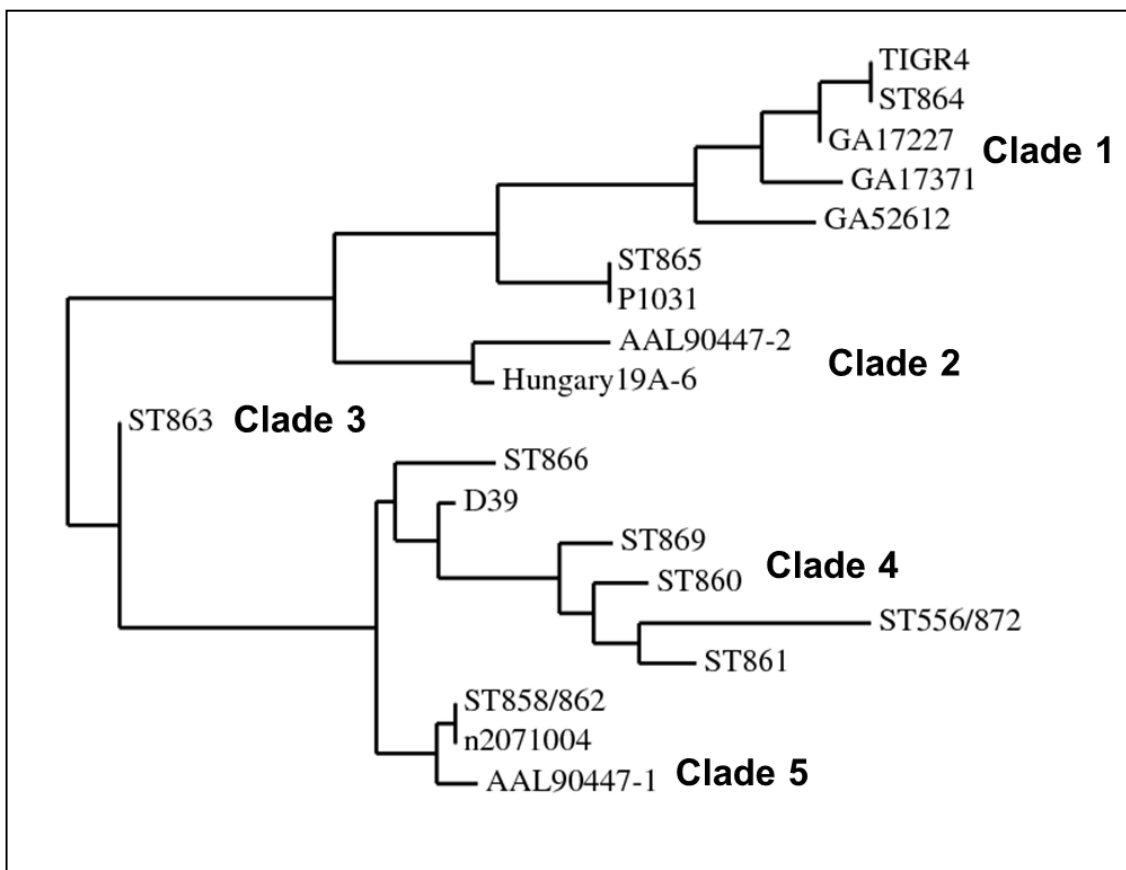 TIGR4
ST864
GA17227
Clade 1
GA17371
GA52612
ST865
P1031
AAL90447-2
Clade 2
Hungary19A-6
ST863 Clade 3
ST866
D39
ST869
Clade 4
ST860
ST556/872
ST861
ST858/862
n2071004
AAL90447-1 Clade 5